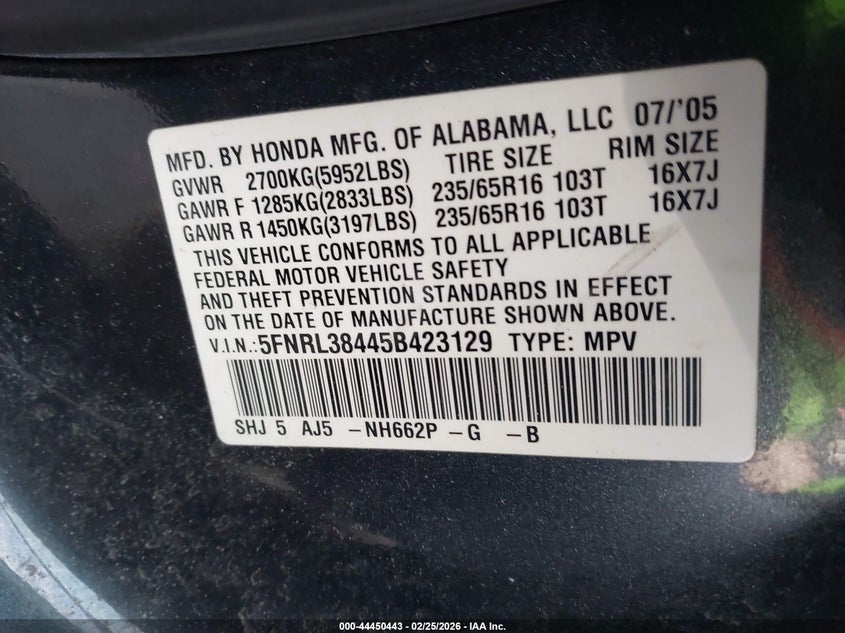 MFD. BY HONDA MFG. OF ALABAMA, LLC 07/'05
GVWR 2700KG(5952LBS) TIRE SIZE RIM SIZE
GAWR F 1285KG(2833LBS) 235/65R16 103T 16X7J
GAWR R 1450KG(3197LBS) 235/65R16 103T 16X7J
THIS VEHICLE CONFORMS TO ALL APPLICABLE
FEDERAL MOTOR VEHICLE SAFETY
AND THEFT PREVENTION STANDARDS IN EFFECT
ON THE DATE OF MANUFACTURE SHOWN ABOVE.
V.I.N.:5FNRL38445B423129 TYPE: MPV
SHJ 5 AJ5 -NH662P -G -B
000-44450443 - 02/25/2026 - IAA Inc.